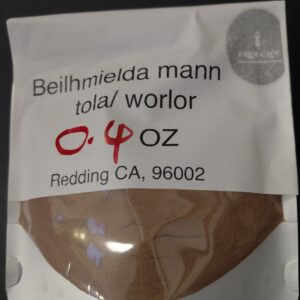 Beilhmielda mann
tola/ worlor
0.4 OZ
Redding CA, 96002